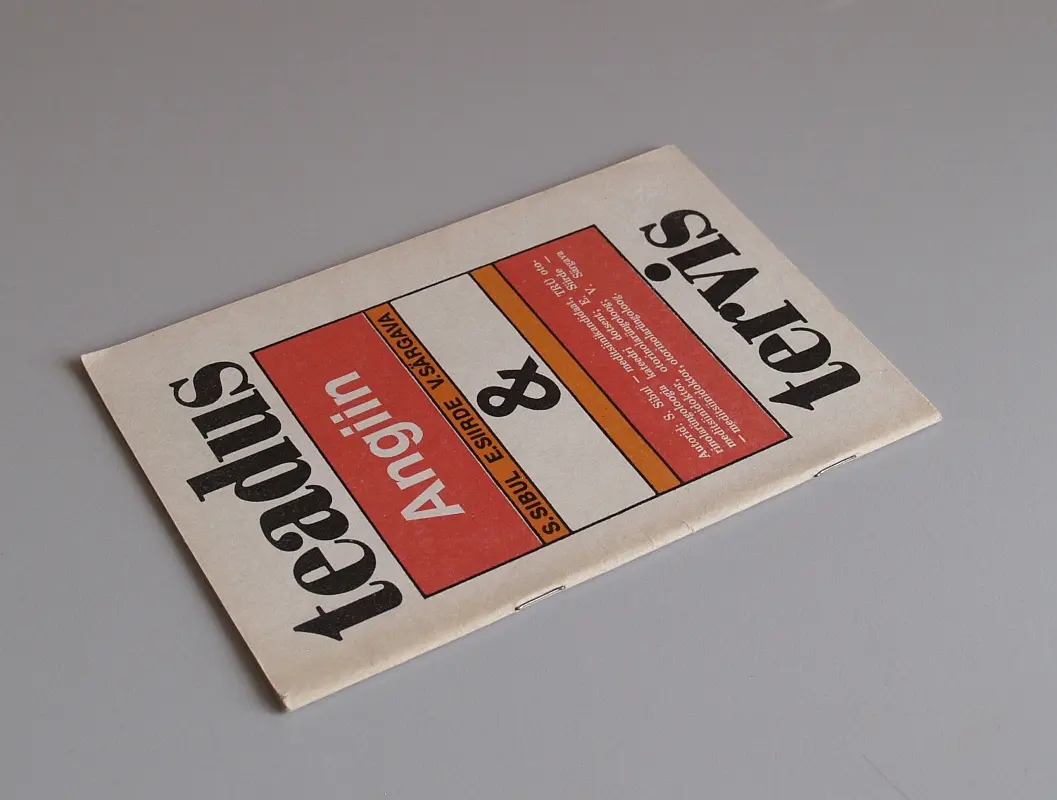 teadus
Angiin
S.SIBUL E.SIIRDE V.SÄRGAVA
&
Autorid: S. Sibul — meditsiinikandidaat, TRÜ oto-
rinolarüngoloogia kateedri dotsent; E. Siirde —
meditsiinidoktor, otorinolarüngoloog; V. Särgava
— meditsiinidoktor, otorinolarüngoloog.
tervis